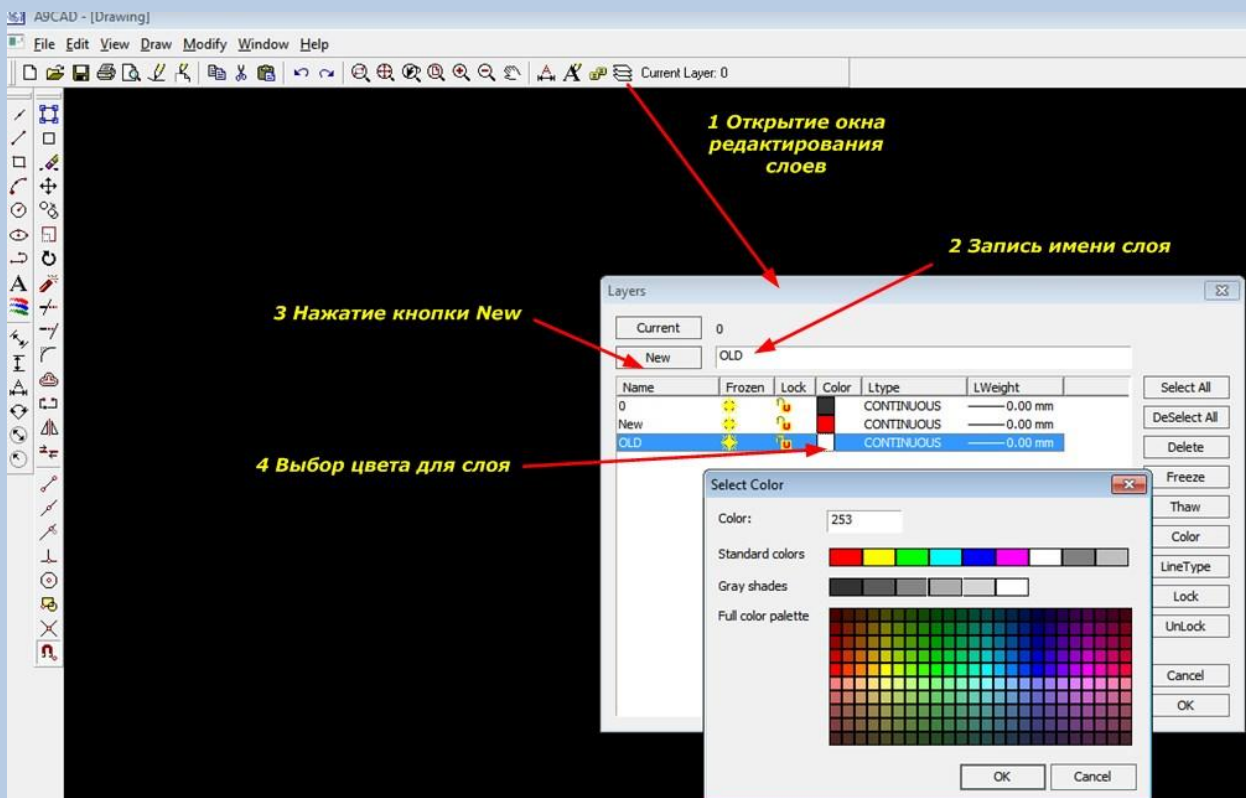 A9CAD - [Drawing]
File Edit View Draw Modify Window Help
Current Layer: 0
1 Открытие окна
редактирования
слоев
2 Запись имени слоя
3 Нажатие кнопки New
4 Выбор цвета для слоя
Layers
Current 0
New OLD
Name Frozen Lock Color Ltype LWeight
0 CONTINUOUS 0.00 mm
New CONTINUOUS 0.00 mm
OLD CONTINUOUS 0.00 mm
Select All
DeSelect All
Delete
Freeze
Thaw
Color
LineType
Lock
UnLock
Cancel
OK
Select Color
Color: 253
Standard colors
Gray shades
Full color palette
OK Cancel